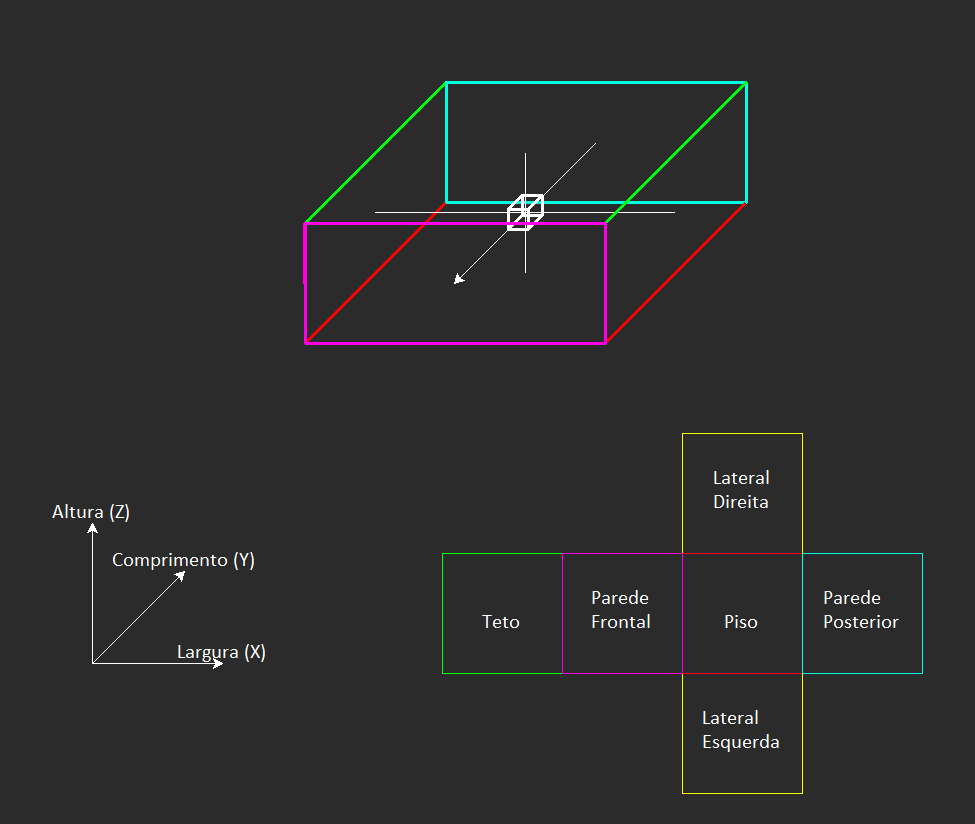 Lateral
Direita
Altura (Z)
Comprimento (Y)
Parede
Frontal
Parede
Posterior
Teto
Piso
Largura (X)
Lateral
Esquerda